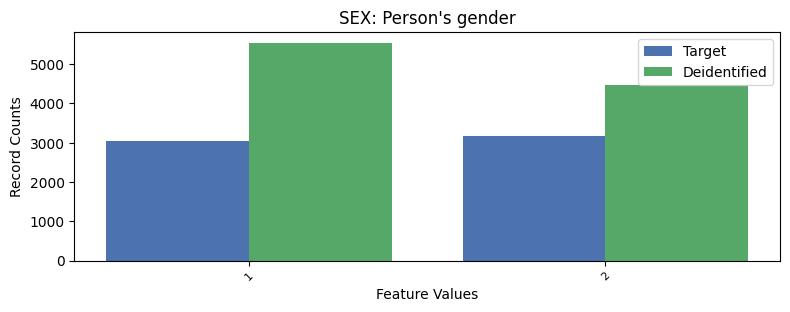 SEX: Person's gender
Target
Deidentified
Record Counts
5000
4000
3000
2000
1000
0
1
2
Feature Values